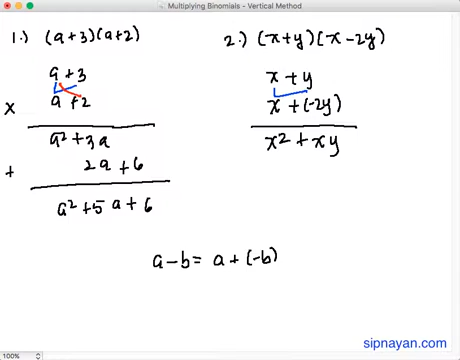 Multiplying Binomials - Vertical Method
1.) (a+3)(a+2)
a + 3
x a + 2
a² + 3a
+ 2a + 6
a² + 5a + 6
2.) (x+y)(x-2y)
x + y
x + (-2y)
x² + xy
a - b = a + (-b)
sipnayan.com
100%